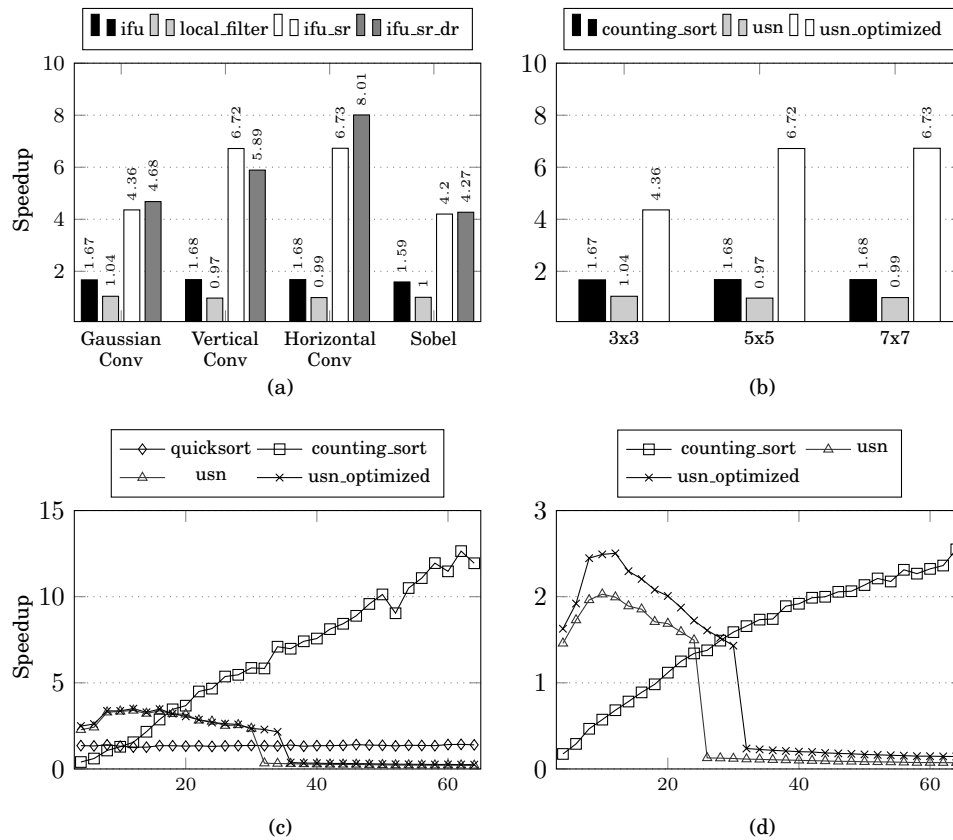 ifu local_filter ifu_sr ifu_sr_dr
10
8
6
4
2
Speedup
1.67
1.04
4.36
4.68
1.68
0.97
6.72
5.89
1.68
0.99
6.73
8.01
1.59
1
4.2
4.27
Gaussian Conv
Vertical Conv
Horizontal Conv
Sobel
(a)
counting_sort usn usn_optimized
10
8
6
4
2
1.67
1.04
4.36
1.68
0.97
6.72
1.68
0.99
6.73
3x3 5x5 7x7
(b)
quicksort counting_sort
usn usn_optimized
15
10
5
0
Speedup
20 40 60
(c)
counting_sort usn
usn_optimized
3
2
1
0
20 40 60
(d)